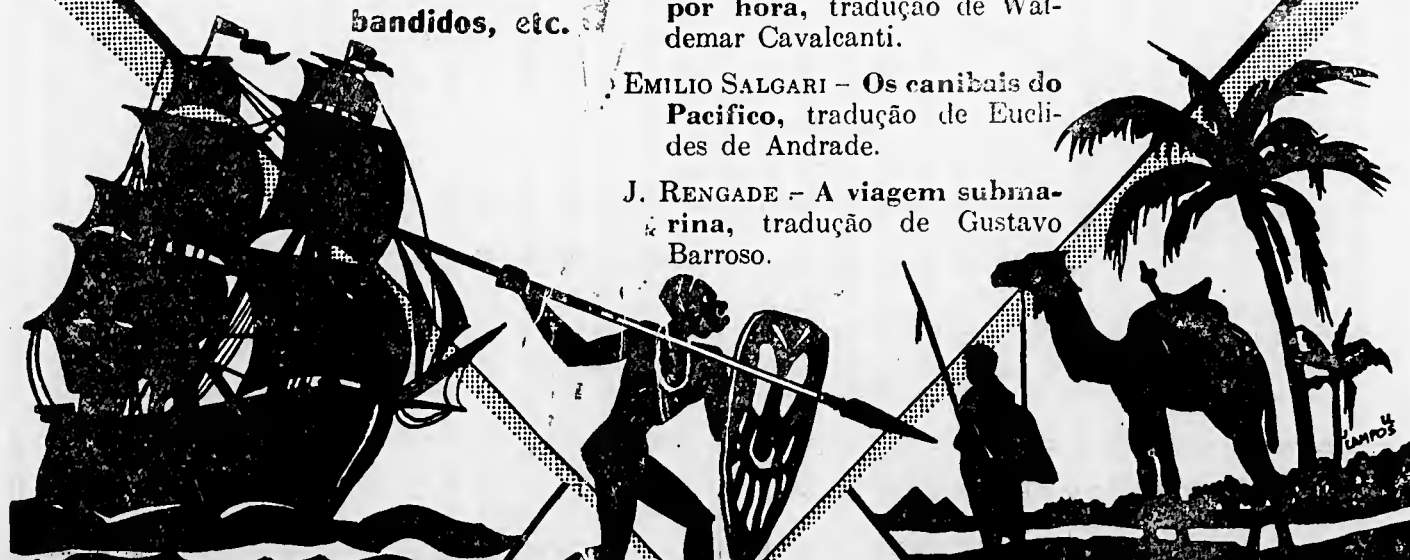 bandidos, etc.
por hora, tradução de Wal-
demar Cavalcanti.
EMILIO SALGARI – Os canibais do
Pacifico, tradução de Eucli-
des de Andrade.
J. RENGADE – A viagem subma-
rina, tradução de Gustavo
Barroso.
J U
CAMPOS